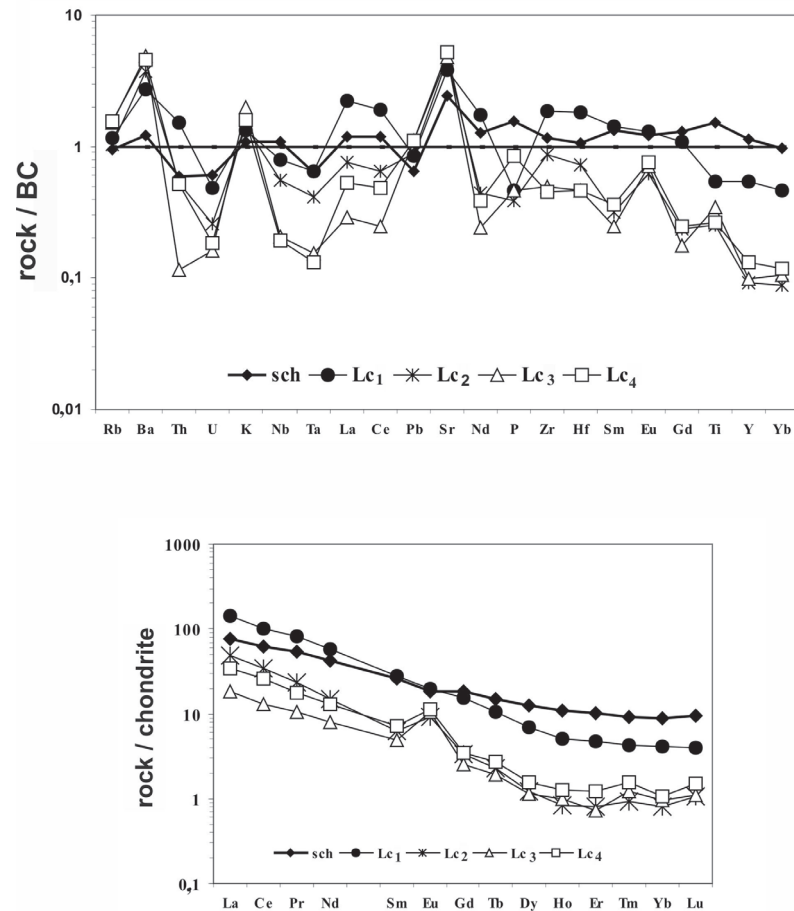 10
1
0,1
0,01
rock / BC
sch Lc1 Lc2 Lc3 Lc4
Rb Ba Th U K Nb Ta La Ce Pb Sr Nd P Zr Hf Sm Eu Gd Ti Y Yb
1000
100
10
1
0,1
rock / chondrite
sch Lc1 Lc2 Lc3 Lc4
La Ce Pr Nd Sm Eu Gd Tb Dy Ho Er Tm Yb Lu